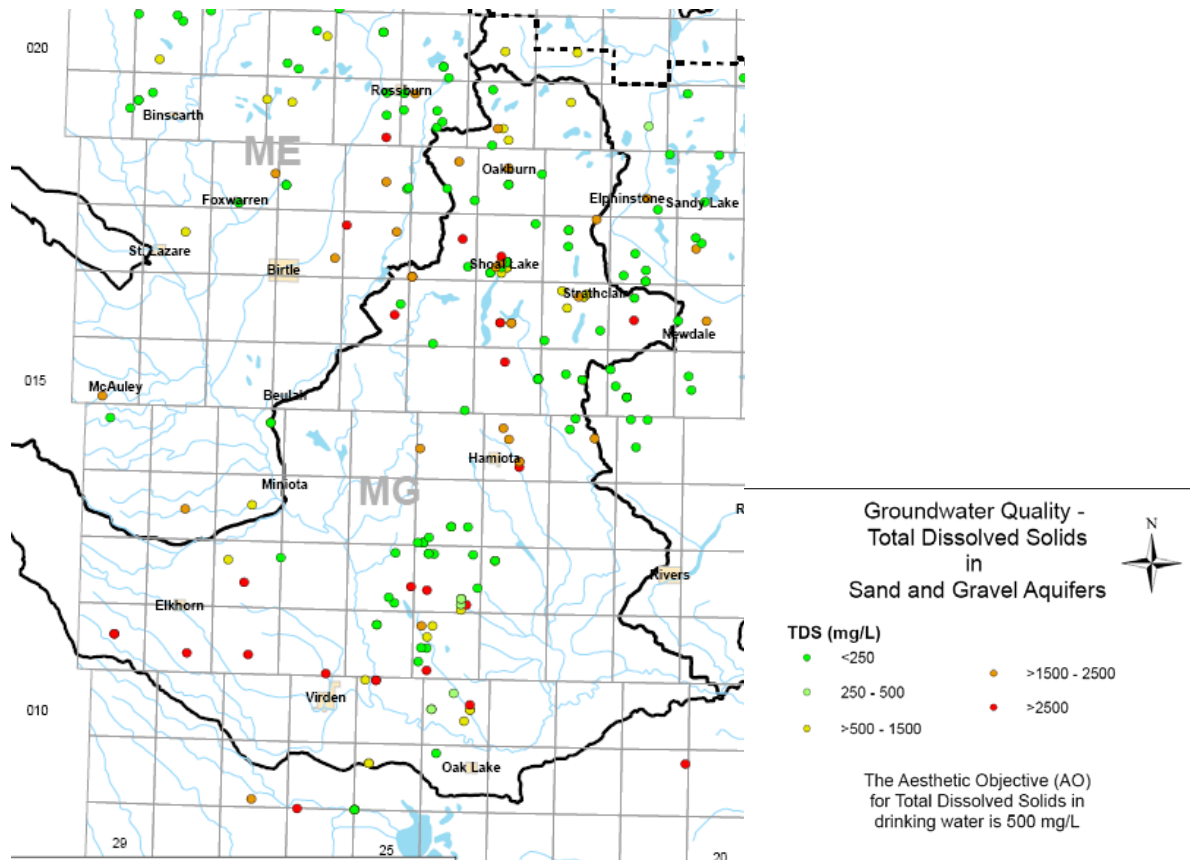 020
Rossburn
Binscarth
ME
Oakburn
Foxwarren
Elphinstone
Sandy Lake
St. Lazare
Shoal Lake
Birtle
Strathclair
Newdale
015
McAuley
Beulah
Hamiota
Miniota
MG
R
Rivers
Elkhorn
Virden
010
Oak Lake
29
25
20
Groundwater Quality -
Total Dissolved Solids
in
Sand and Gravel Aquifers
N
TDS (mg/L)
<250
250 - 500
>500 - 1500
>1500 - 2500
>2500
The Aesthetic Objective (AO)
for Total Dissolved Solids in
drinking water is 500 mg/L